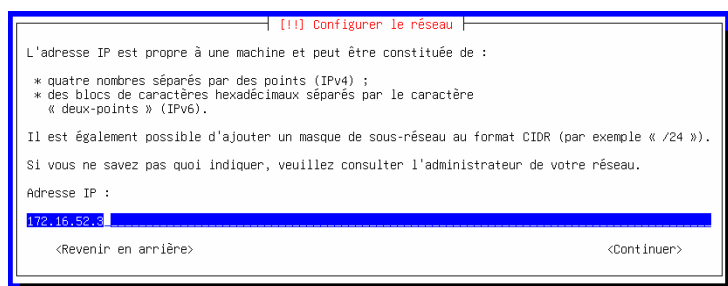 [!!] Configurer le réseau
L'adresse IP est propre à une machine et peut être constituée de :
* quatre nombres séparés par des points (IPv4) ;
* des blocs de caractères hexadécimaux séparés par le caractère
« deux-points » (IPv6).
Il est également possible d'ajouter un masque de sous-réseau au format CIDR (par exemple « /24 »).
Si vous ne savez pas quoi indiquer, veuillez consulter l'administrateur de votre réseau.
Adresse IP :
172.16.52.3
<Revenir en arrière> <Continuer>